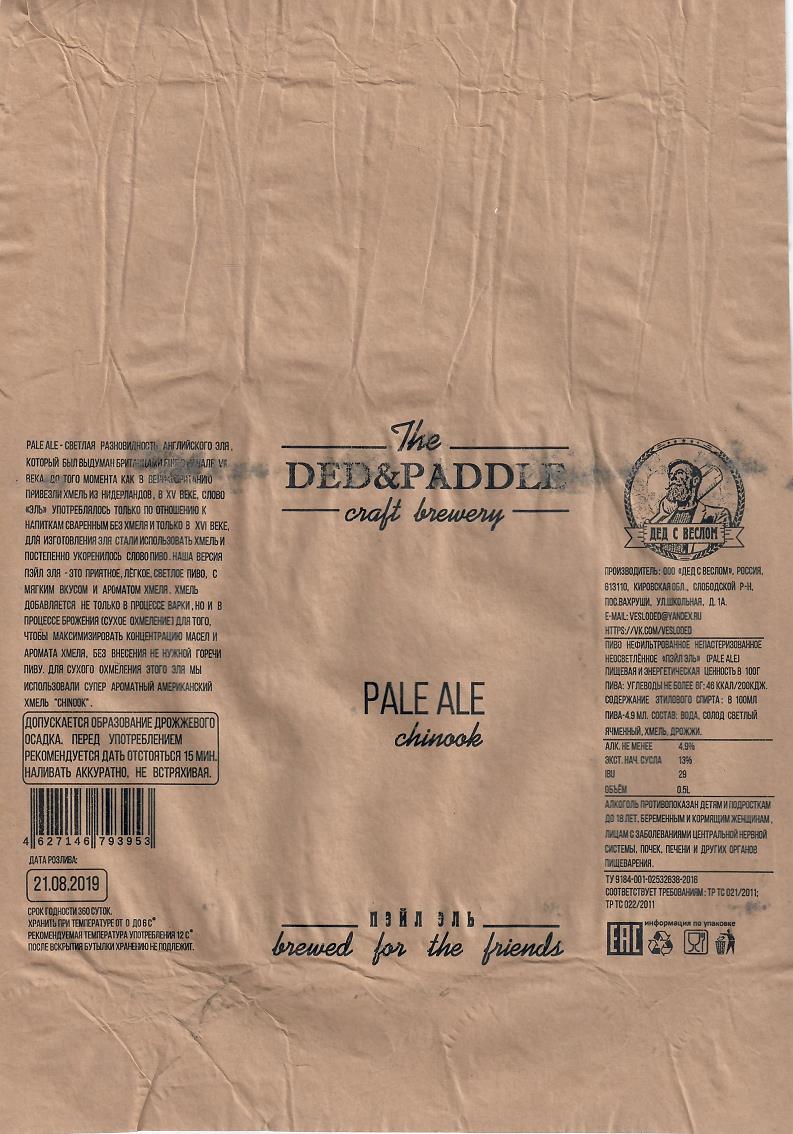 PALE ALE - СВЕТЛАЯ РАЗНОВИДНОСТЬ АНГЛИЙСКОГО ЭЛЯ,
КОТОРЫЙ БЫЛ ВЫДУМАН БРИТАНЦАМИ ЕЩЕ В НАЧАЛЕ VII
ВЕКА. ДО ТОГО МОМЕНТА КАК В ВЕЛИКОБРИТАНИЮ
ПРИВЕЗЛИ ХМЕЛЬ ИЗ НИДЕРЛАНДОВ, В XV ВЕКЕ, СЛОВО
«ЭЛЬ» УПОТРЕБЛЯЛОСЬ ТОЛЬКО ПО ОТНОШЕНИЮ К
НАПИТКАМ СВАРЕННЫМ БЕЗ ХМЕЛЯ И ТОЛЬКО В XVI ВЕКЕ,
ДЛЯ ИЗГОТОВЛЕНИЯ ЭЛЯ СТАЛИ ИСПОЛЬЗОВАТЬ ХМЕЛЬ И
ПОСТЕПЕННО УКОРЕНИЛОСЬ СЛОВО ПИВО. НАША ВЕРСИЯ
ПЭЙЛ ЭЛЯ - ЭТО ПРИЯТНОЕ, ЛЁГКОЕ, СВЕТЛОЕ ПИВО, С
МЯГКИМ ВКУСОМ И АРОМАТОМ ХМЕЛЯ. ХМЕЛЬ
ДОБАВЛЯЕТСЯ НЕ ТОЛЬКО В ПРОЦЕССЕ ВАРКИ, НО И В
ПРОЦЕССЕ БРОЖЕНИЯ (СУХОЕ ОХМЕЛЕНИЕ) ДЛЯ ТОГО,
ЧТОБЫ МАКСИМИЗИРОВАТЬ КОНЦЕНТРАЦИЮ МАСЕЛ И
АРОМАТА ХМЕЛЯ, БЕЗ ВНЕСЕНИЯ НЕ НУЖНОЙ ГОРЕЧИ
ПИВУ. ДЛЯ СУХОГО ОХМЕЛЕНИЯ ЭТОГО ЭЛЯ МЫ
ИСПОЛЬЗОВАЛИ СУПЕР АРОМАТНЫЙ АМЕРИКАНСКИЙ
ХМЕЛЬ "CHINOOK".
ДОПУСКАЕТСЯ ОБРАЗОВАНИЕ ДРОЖЖЕВОГО
ОСАДКА. ПЕРЕД УПОТРЕБЛЕНИЕМ
РЕКОМЕНДУЕТСЯ ДАТЬ ОТСТОЯТЬСЯ 15 МИН.
НАЛИВАТЬ АККУРАТНО, НЕ ВСТРЯХИВАЯ.
4 627146 793953
ДАТА РОЗЛИВА:
21.08.2019
СРОК ГОДНОСТИ 360 СУТОК.
ХРАНИТЬ ПРИ ТЕМПЕРАТУРЕ ОТ 0 ДО 6 С°
РЕКОМЕНДУЕМАЯ ТЕМПЕРАТУРА УПОТРЕБЛЕНИЯ 12 С°
ПОСЛЕ ВСКРЫТИЯ БУТЫЛКИ ХРАНЕНИЮ НЕ ПОДЛЕЖИТ.
The
DED&PADDLE
craft brewery
PALE ALE
chinook
ПЭЙЛ ЭЛЬ
brewed for the friends
ДЕД С ВЕСЛОМ
ПРОИЗВОДИТЕЛЬ: ООО «ДЕД С ВЕСЛОМ», РОССИЯ,
613110, КИРОВСКАЯ ОБЛ., СЛОБОДСКОЙ Р-Н,
ПОС.ВАХРУШИ, УЛ.ШКОЛЬНАЯ, Д. 1А.
E-MAIL: VESLODED@YANDEX.RU
HTTPS://VK.COM/VESLODED
ПИВО НЕФИЛЬТРОВАННОЕ НЕПАСТЕРИЗОВАННОЕ
НЕОСВЕТЛЁННОЕ «ПЭЙЛ ЭЛЬ» (PALE ALE)
ПИЩЕВАЯ И ЭНЕРГЕТИЧЕСКАЯ ЦЕННОСТЬ В 100Г
ПИВА: УГЛЕВОДЫ НЕ БОЛЕЕ 6Г; 46 ККАЛ/200КДЖ.
СОДЕРЖАНИЕ ЭТИЛОВОГО СПИРТА: В 100МЛ
ПИВА-4.9 МЛ. СОСТАВ: ВОДА, СОЛОД СВЕТЛЫЙ
ЯЧМЕННЫЙ, ХМЕЛЬ, ДРОЖЖИ.
АЛК. НЕ МЕНЕЕ 4.9%
ЭКСТ. НАЧ. СУСЛА 13%
IBU 29
ОБЪЁМ 0.5L
АЛКОГОЛЬ ПРОТИВОПОКАЗАН ДЕТЯМ И ПОДРОСТКАМ
ДО 18 ЛЕТ, БЕРЕМЕННЫМ И КОРМЯЩИМ ЖЕНЩИНАМ,
ЛИЦАМ С ЗАБОЛЕВАНИЯМИ ЦЕНТРАЛЬНОЙ НЕРВНОЙ
СИСТЕМЫ, ПОЧЕК, ПЕЧЕНИ И ДРУГИХ ОРГАНОВ
ПИЩЕВАРЕНИЯ.
ТУ 9184-001-02532638-2016
СООТВЕТСТВУЕТ ТРЕБОВАНИЯМ: ТР ТС 021/2011;
ТР ТС 022/2011
информация по упаковке
EAC